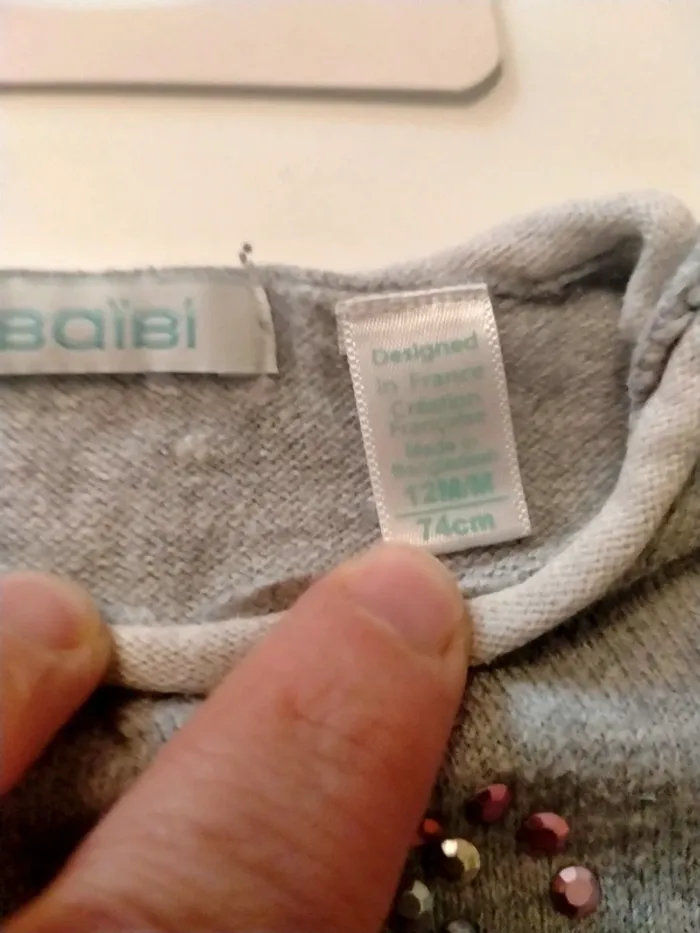 BaïBi
Designed
in France
Création
Française
Made in
Bangladesh
12M/M
74cm